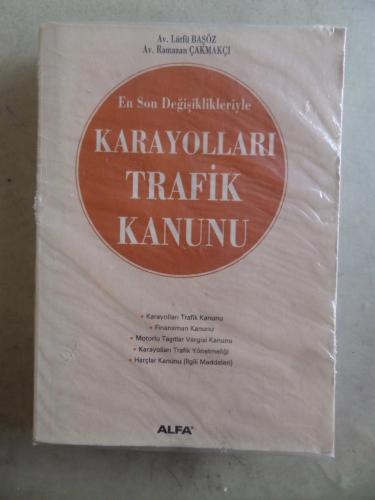 Av. Lütfü BAŞÖZ
Av. Ramazan ÇAKMAKÇI
En Son Değişiklikleriyle
KARAYOLLARI
TRAFİK
KANUNU
• Karayolları Trafik Kanunu
• Finansman Kanunu
• Motorlu Taşıtlar Vergisi Kanunu
• Karayolları Trafik Yönetmeliği
• Harçlar Kanunu (İlgili Maddeleri)
ALFA